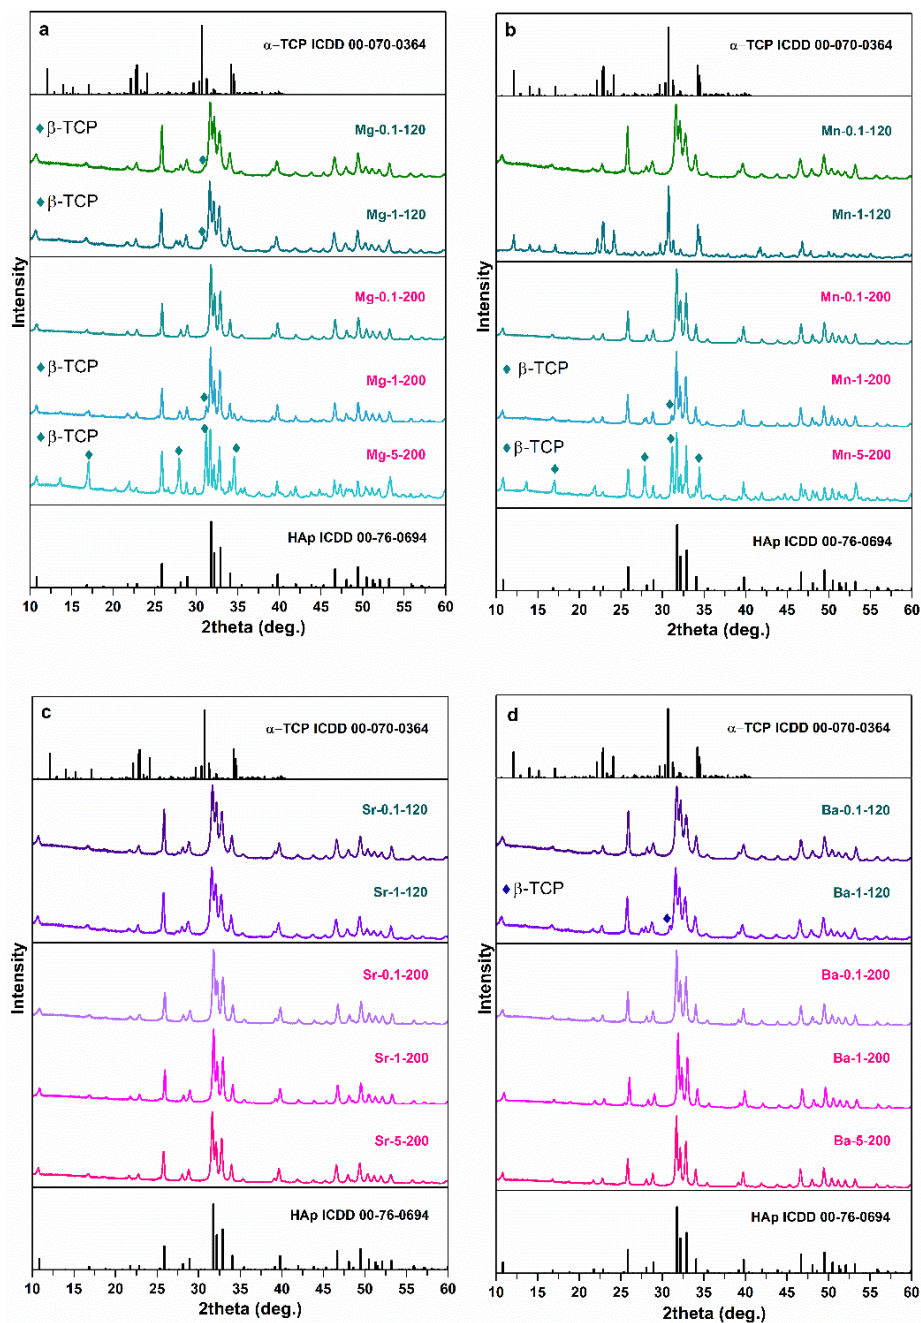 a
α–TCP ICDD 00-070-0364
β-TCP
Mg-0.1-120
β-TCP
Mg-1-120
Mg-0.1-200
β-TCP
Mg-1-200
β-TCP
Mg-5-200
HAp ICDD 00-76-0694
Intensity
10 15 20 25 30 35 40 45 50 55 60
2theta (deg.)
b
α–TCP ICDD 00-070-0364
Mn-0.1-120
Mn-1-120
Mn-0.1-200
β-TCP
Mn-1-200
β-TCP
Mn-5-200
HAp ICDD 00-76-0694
Intensity
10 15 20 25 30 35 40 45 50 55 60
2theta (deg.)
c
α–TCP ICDD 00-070-0364
Sr-0.1-120
Sr-1-120
Sr-0.1-200
Sr-1-200
Sr-5-200
HAp ICDD 00-76-0694
Intensity
10 15 20 25 30 35 40 45 50 55 60
2theta (deg.)
d
α–TCP ICDD 00-070-0364
Ba-0.1-120
β-TCP
Ba-1-120
Ba-0.1-200
Ba-1-200
Ba-5-200
HAp ICDD 00-76-0694
Intensity
10 15 20 25 30 35 40 45 50 55 60
2theta (deg.)